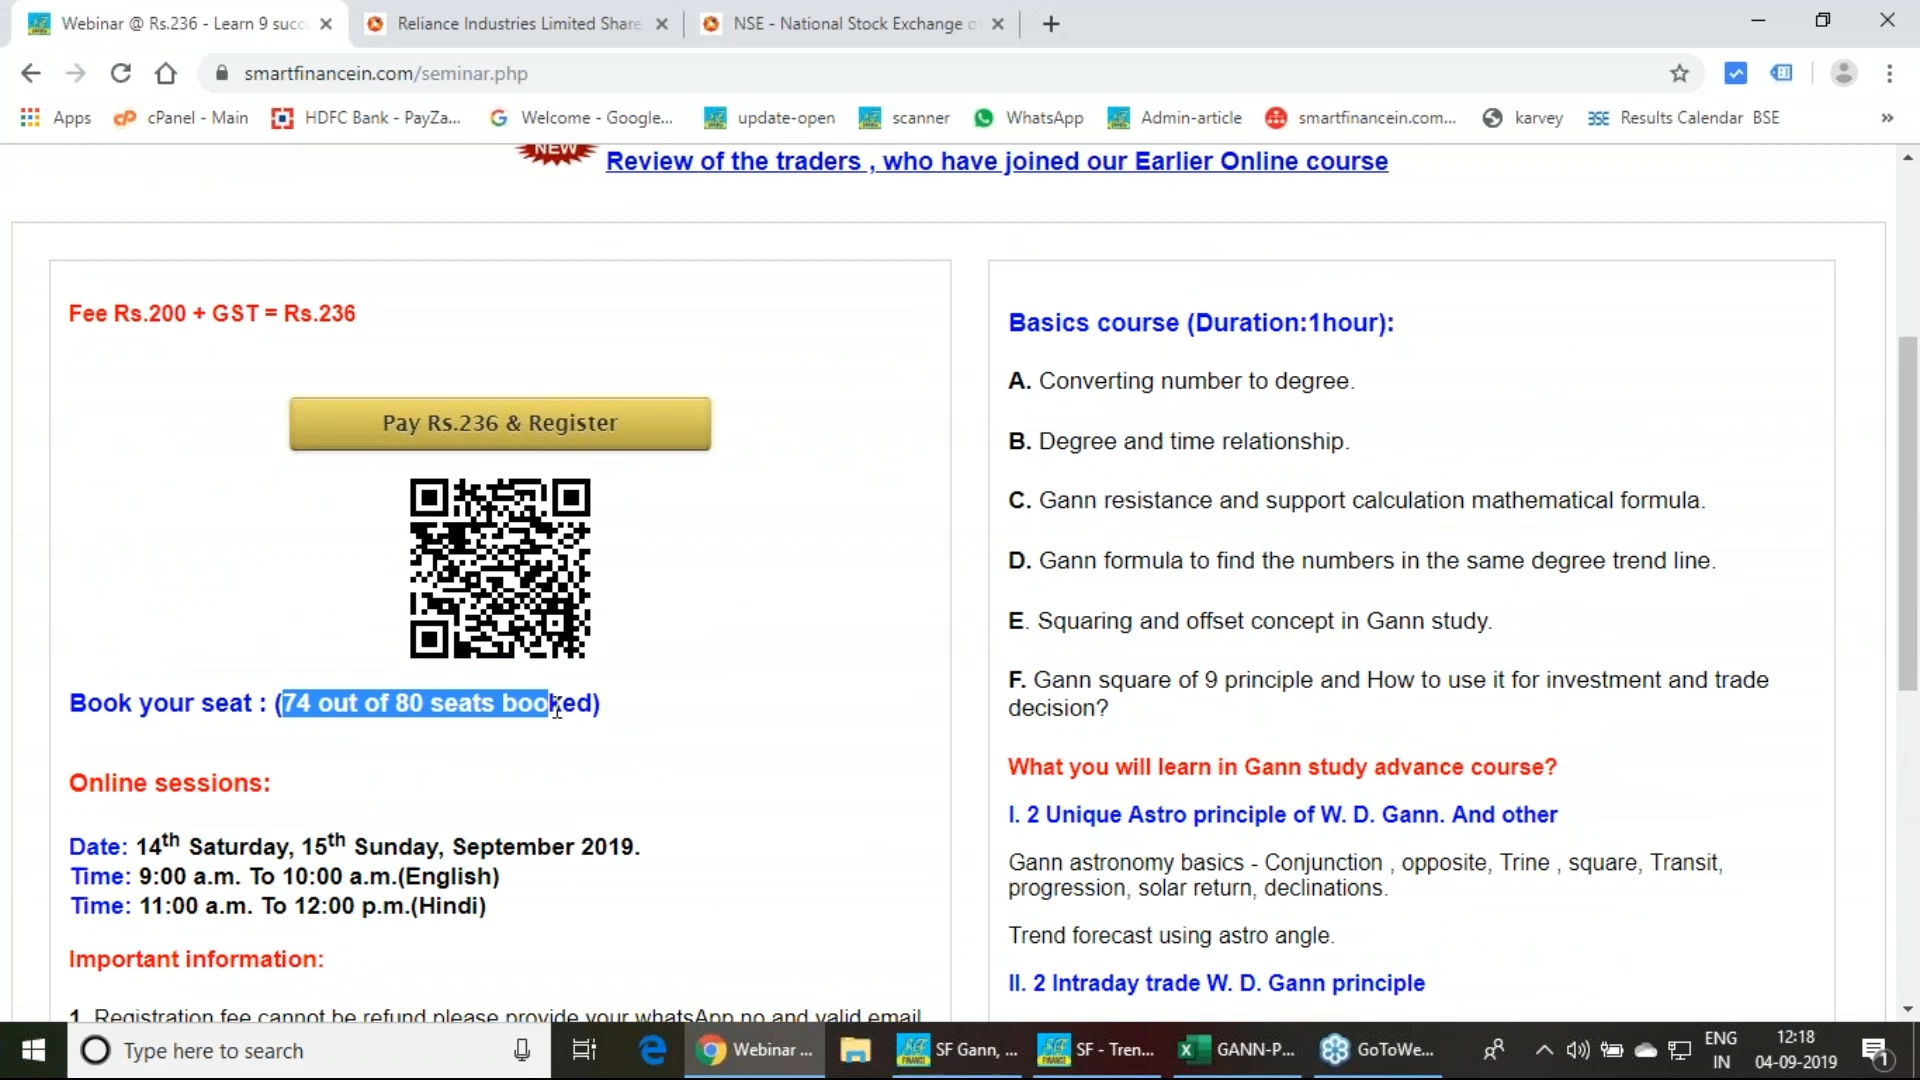 Webinar @ Rs.236 - Learn 9 succ
Reliance Industries Limited Share
NSE - National Stock Exchange o
smartfinancein.com/seminar.php
Apps
cPanel - Main
HDFC Bank - PayZa...
Welcome - Google...
update-open
scanner
WhatsApp
Admin-article
smartfinancein.com...
karvey
BSE
Results Calendar BSE
»
NEW
Review of the traders , who have joined our Earlier Online course
Fee Rs.200 + GST = Rs.236
Pay Rs.236 & Register
Book your seat : (74 out of 80 seats booked)
Online sessions:
Date: 14th Saturday, 15th Sunday, September 2019.
Time: 9:00 a.m. To 10:00 a.m.(English)
Time: 11:00 a.m. To 12:00 p.m.(Hindi)
Important information:
1. Registration fee cannot be refund please provide your whatsApp no and valid email
Basics course (Duration:1hour):
A. Converting number to degree.
B. Degree and time relationship.
C. Gann resistance and support calculation mathematical formula.
D. Gann formula to find the numbers in the same degree trend line.
E. Squaring and offset concept in Gann study.
F. Gann square of 9 principle and How to use it for investment and trade
decision?
What you will learn in Gann study advance course?
I. 2 Unique Astro principle of W. D. Gann. And other
Gann astronomy basics - Conjunction , opposite, Trine , square, Transit,
progression, solar return, declinations.
Trend forecast using astro angle.
II. 2 Intraday trade W. D. Gann principle
Type here to search
Webinar ...
SF Gann, ...
SF - Tren...
GANN-P...
GoToWe...
ENG
IN
12:18
04-09-2019
1